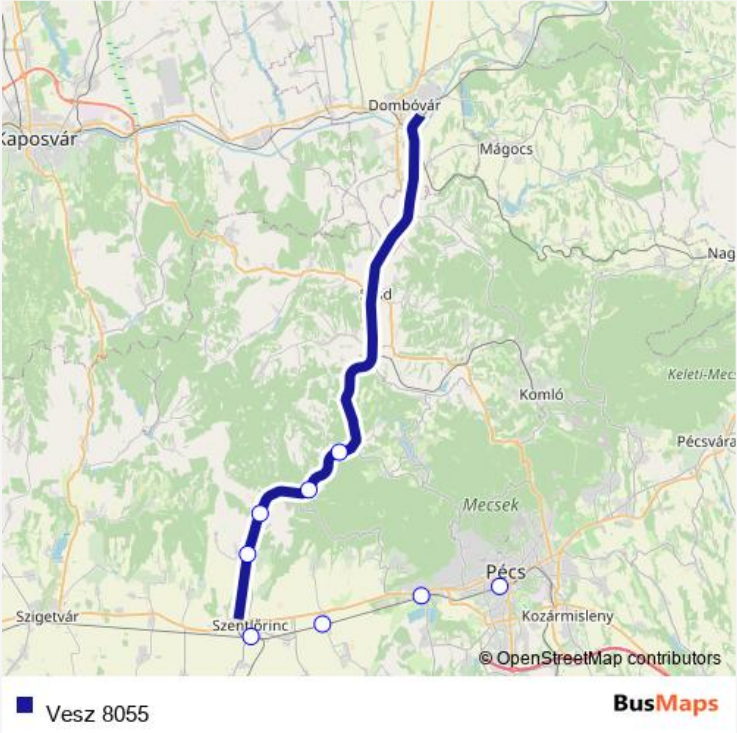 Dombóvár
Kaposvár
Mágocs
Nag
Komló
Keleti-Mecs
Pécsvára
Mecsek
Pécs
Szigetvár
Szentlőrinc
Kozármisleny
© OpenStreetMap contributors
Vesz 8055
BusMaps